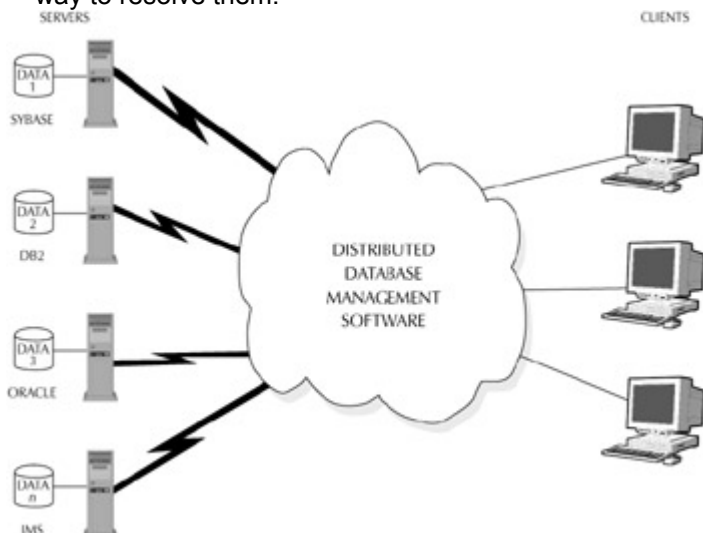 way to resolve them.
SERVERS
CLIENTS
DATA
1
SYBASE
DATA
2
DB2
DISTRIBUTED
DATABASE
MANAGEMENT
SOFTWARE
DATA
3
ORACLE
DATA
n
IMS